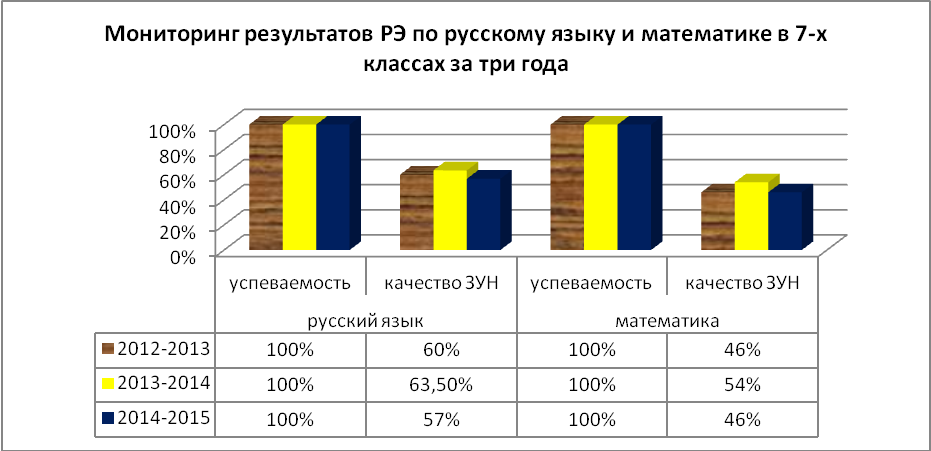 Мониторинг результатов РЭ по русскому языку и математике в 7-х
классах за три года
100%
80%
60%
40%
20%
0%
успеваемость качество ЗУН успеваемость качество ЗУН
русский язык математика
2012-2013 100% 60% 100% 46%
2013-2014 100% 63,50% 100% 54%
2014-2015 100% 57% 100% 46%